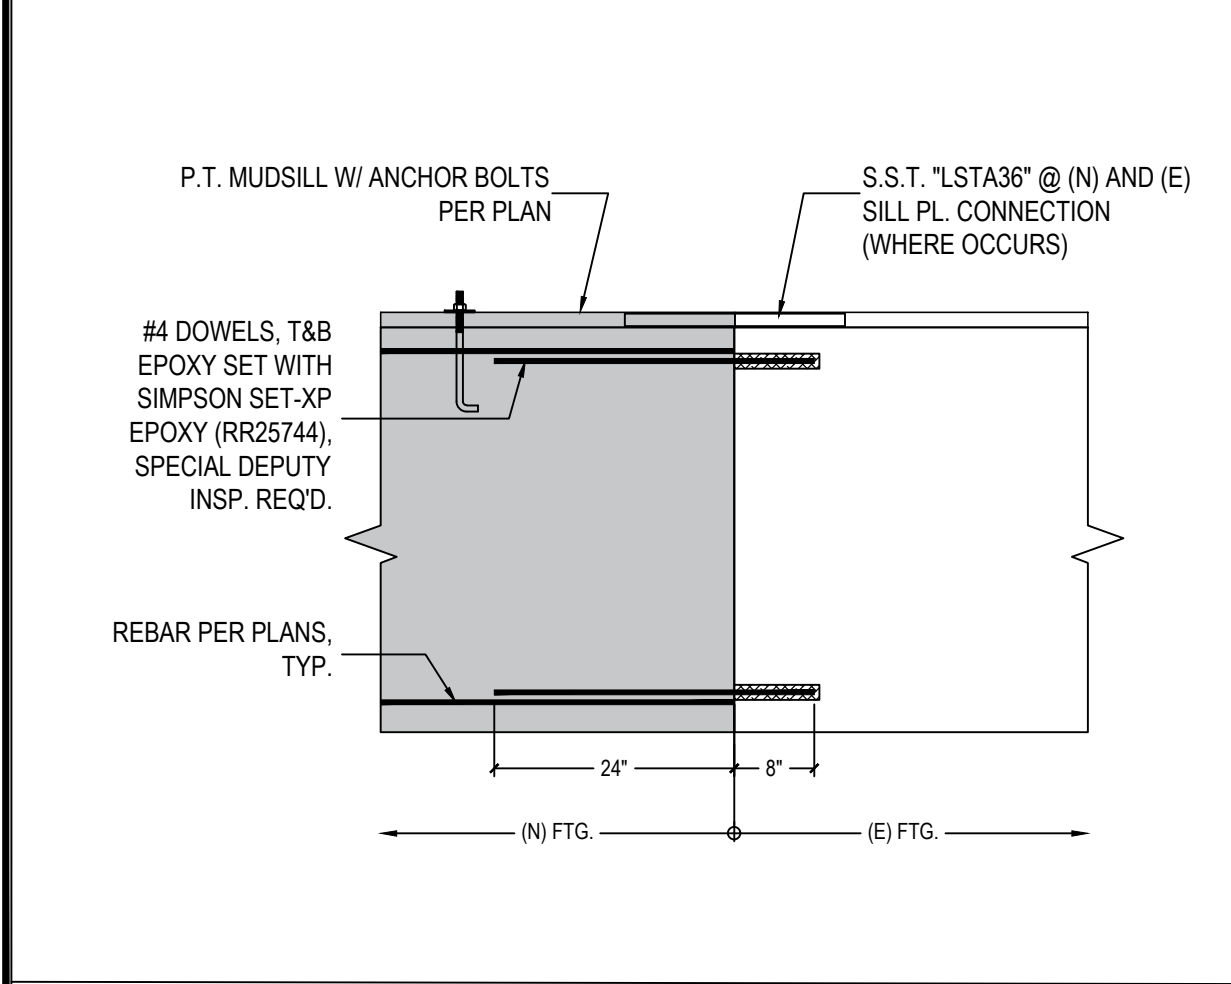 P.T. MUDSILL W/ ANCHOR BOLTS
PER PLAN
S.S.T. "LSTA36" @ (N) AND (E)
SILL PL. CONNECTION
(WHERE OCCURS)
#4 DOWELS, T&B
EPOXY SET WITH
SIMPSON SET-XP
EPOXY (RR25744),
SPECIAL DEPUTY
INSP. REQ'D.
REBAR PER PLANS,
TYP.
24"
8"
(N) FTG.
(E) FTG.